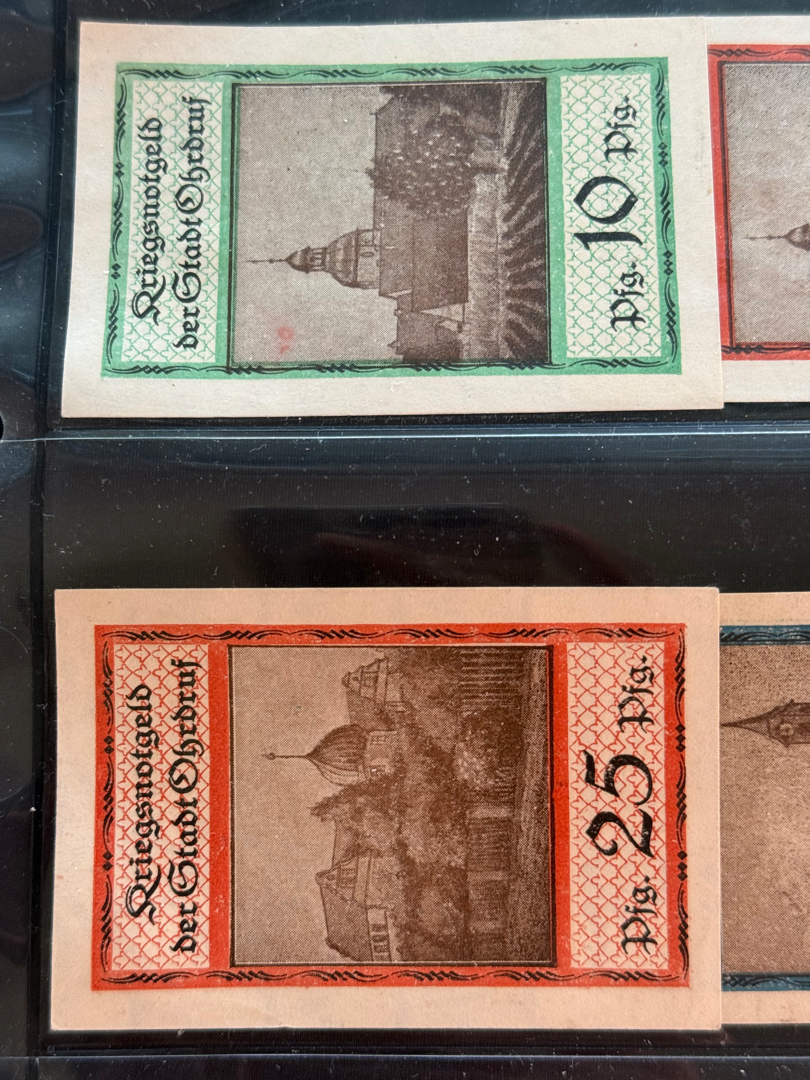 Kriegsnotgeld
der Stadt Ohrdruf
Pfg. 10 Pfg.
Kriegsnotgeld
der Stadt Ohrdruf
Pfg. 25 Pfg.